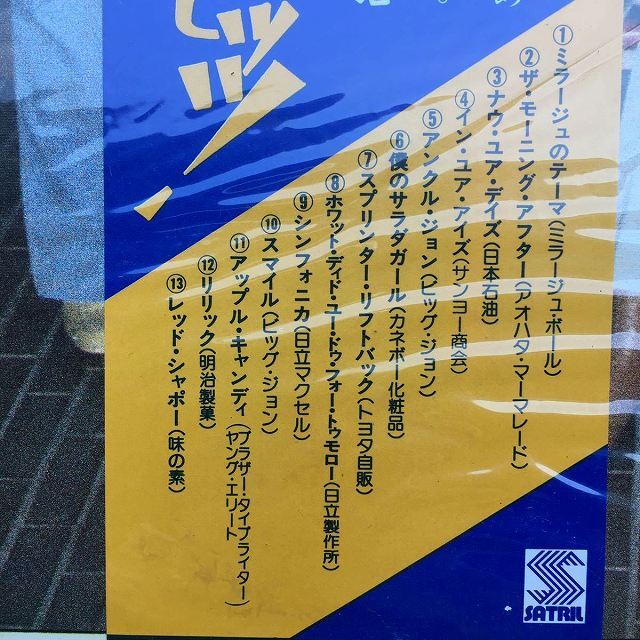 ヒット!
①ミラージュのテーマ(ミラージュ・ボール)
②ザ・モーニング・アフター(アオハタ・マーマレード)
③ナウ・ユア・デイズ(日本石油)
④イン・ユア・アイズ(サンヨー商会)
⑤アンクル・ジョン(ビッグ・ジョン)
⑥僕のサラダガール(カネボー化粧品)
⑦スプリンター・リフトバック(トヨタ自販)
⑧ホワット・ディド・ユー・ドゥ・フォー・トゥモロー(日立製作所)
⑨シンフォニカ(日立マクセル)
⑩スマイル(ビッグ・ジョン)
⑪アップル・キャンディ(ブラザー・タイプライター
ヤング・エリート)
⑫リリック(明治製菓)
⑬レッド・シャポー(味の素)
SATRIL